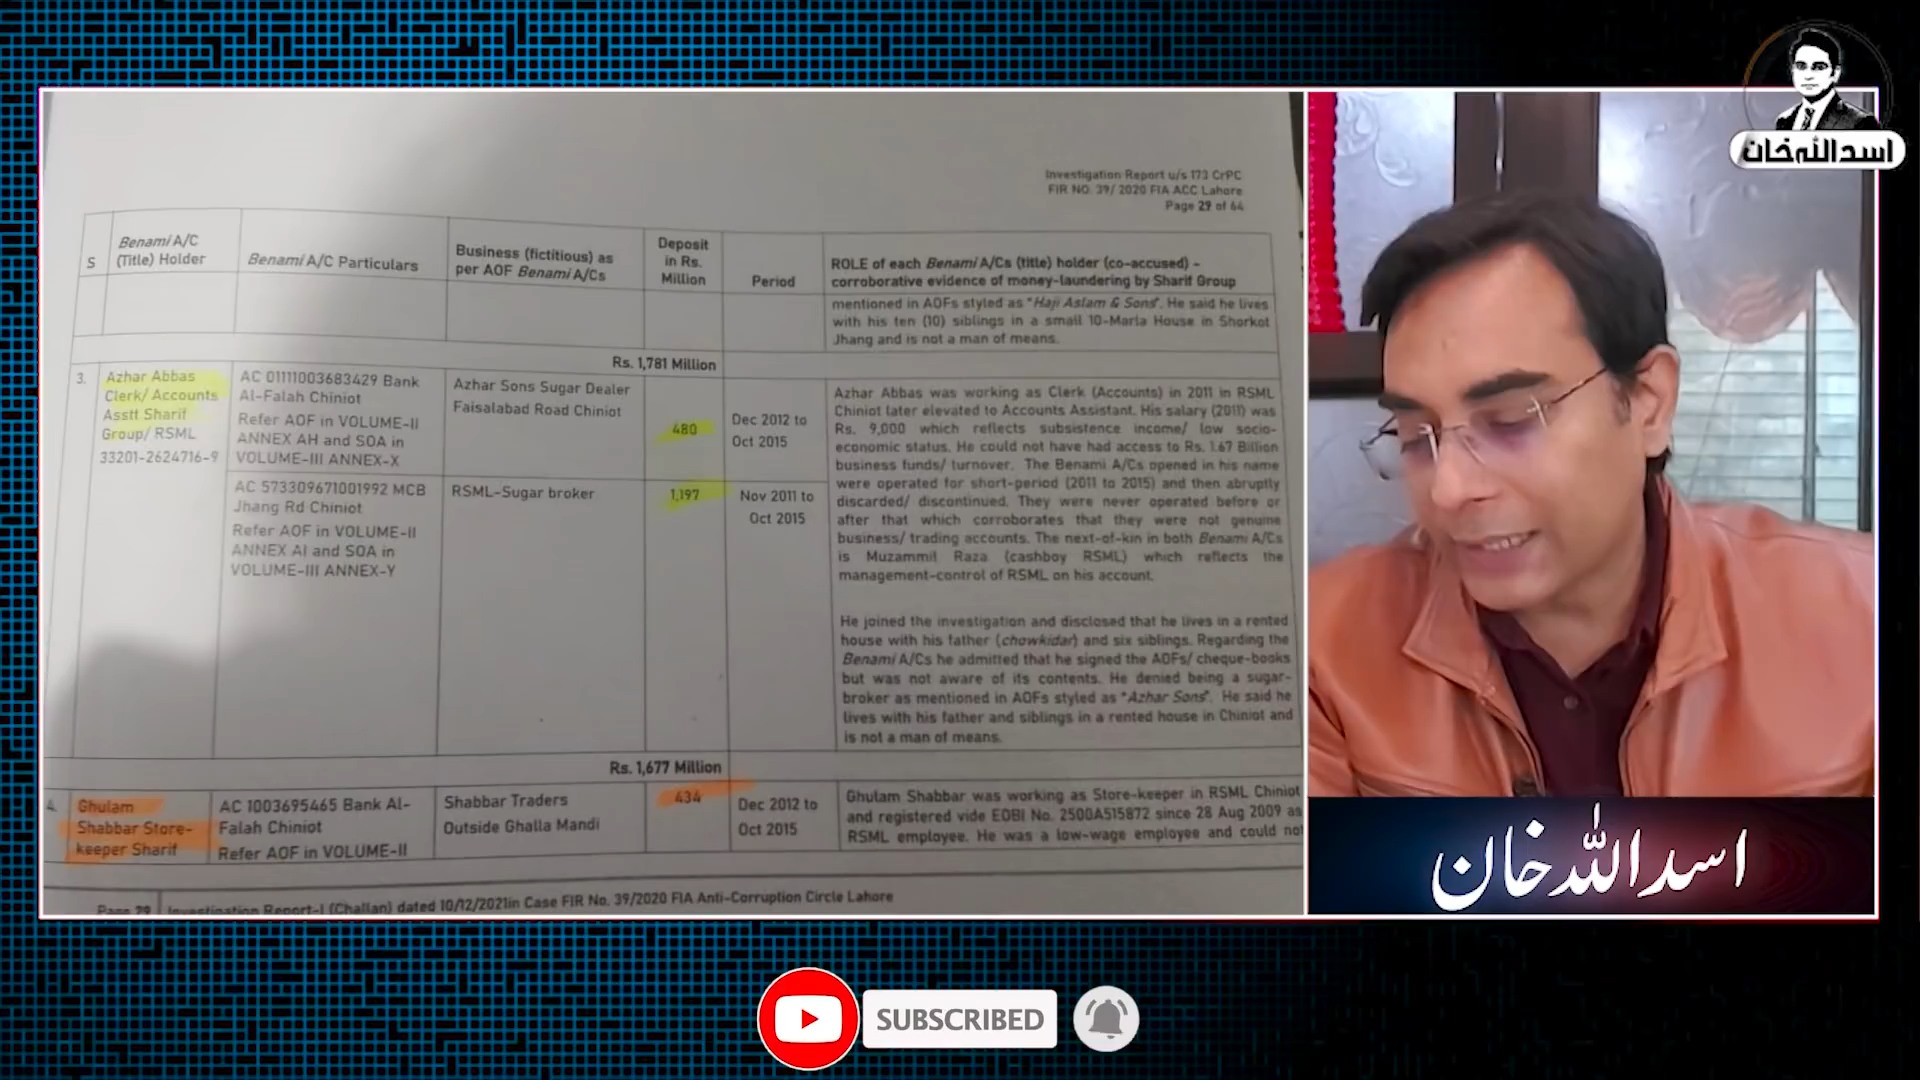 اسداللہ خان
Investigation Report u/s 173 CrPC
FIR NO. 39/ 2020 FIA ACC Lahore
Page 29 of 64
S
Benami A/C
(Title) Holder
Benami A/C Particulars
Business (fictitious) as
per AOF Benami A/Cs
Deposit
in Rs.
Million
Period
ROLE of each Benami A/Cs (title) holder (co-accused) –
corroborative evidence of money-laundering by Sharif Group
mentioned in AOFs styled as "Haji Aslam & Sons". He said he lives
with his ten (10) siblings in a small 10-Marla House in Shorkot
Jhang and is not a man of means.
Rs. 1,781 Million
3.
Azhar Abbas
Clerk/ Accounts
Asstt Sharif
Group/ RSML
33201-2624716-9
AC 01111003683429 Bank
Al-Falah Chiniot
Refer AOF in VOLUME-II
ANNEX AH and SOA in
VOLUME-III ANNEX-X
Azhar Sons Sugar Dealer
Faisalabad Road Chiniot
480
Dec 2012 to
Oct 2015
AC 573309671001992 MCB
Jhang Rd Chiniot
Refer AOF in VOLUME-II
ANNEX AI and SOA in
VOLUME-III ANNEX-Y
RSML-Sugar broker
1,197
Nov 2011 to
Oct 2015
Azhar Abbas was working as Clerk (Accounts) in 2011 in RSML
Chiniot later elevated to Accounts Assistant. His salary (2011) was
Rs. 9,000 which reflects subsistence income/ low socio-
economic status. He could not have had access to Rs. 1.67 Billion
business funds/ turnover. The Benami A/Cs opened in his name
were operated for short-period (2011 to 2015) and then abruptly
discarded/ discontinued. They were never operated before or
after that which corroborates that they were not genuine
business/ trading accounts. The next-of-kin in both Benami A/Cs
is Muzammil Raza (cashboy RSML) which reflects the
management-control of RSML on his account.
He joined the investigation and disclosed that he lives in a rented
house with his father (chowkidar) and six siblings. Regarding the
Benami A/Cs he admitted that he signed the AOFs/ cheque-books
but was not aware of its contents. He denied being a sugar-
broker as mentioned in AOFs styled as "Azhar Sons". He said he
lives with his father and siblings in a rented house in Chiniot and
is not a man of means.
Rs. 1,677 Million
4.
Ghulam
Shabbar Store-
keeper Sharif
AC 1003695465 Bank Al-
Falah Chiniot
Refer AOF in VOLUME-II
Shabbar Traders
Outside Ghalla Mandi
434
Dec 2012 to
Oct 2015
Ghulam Shabbar was working as Store-keeper in RSML Chiniot
and registered vide EOBI No. 2500A515872 since 28 Aug 2009 as
RSML employee. He was a low-wage employee and could not
Page 29 Investigation Report-I (Challan) dated 10/12/2021in Case FIR No. 39/2020 FIA Anti-Corruption Circle Lahore
اسد اللہ خان
SUBSCRIBED